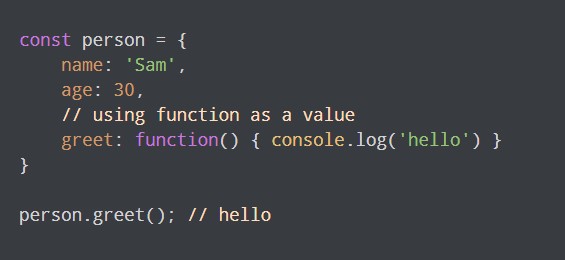 const person = {
    name: 'Sam',
    age: 30,
    // using function as a value
    greet: function() { console.log('hello') }
}

person.greet(); // hello